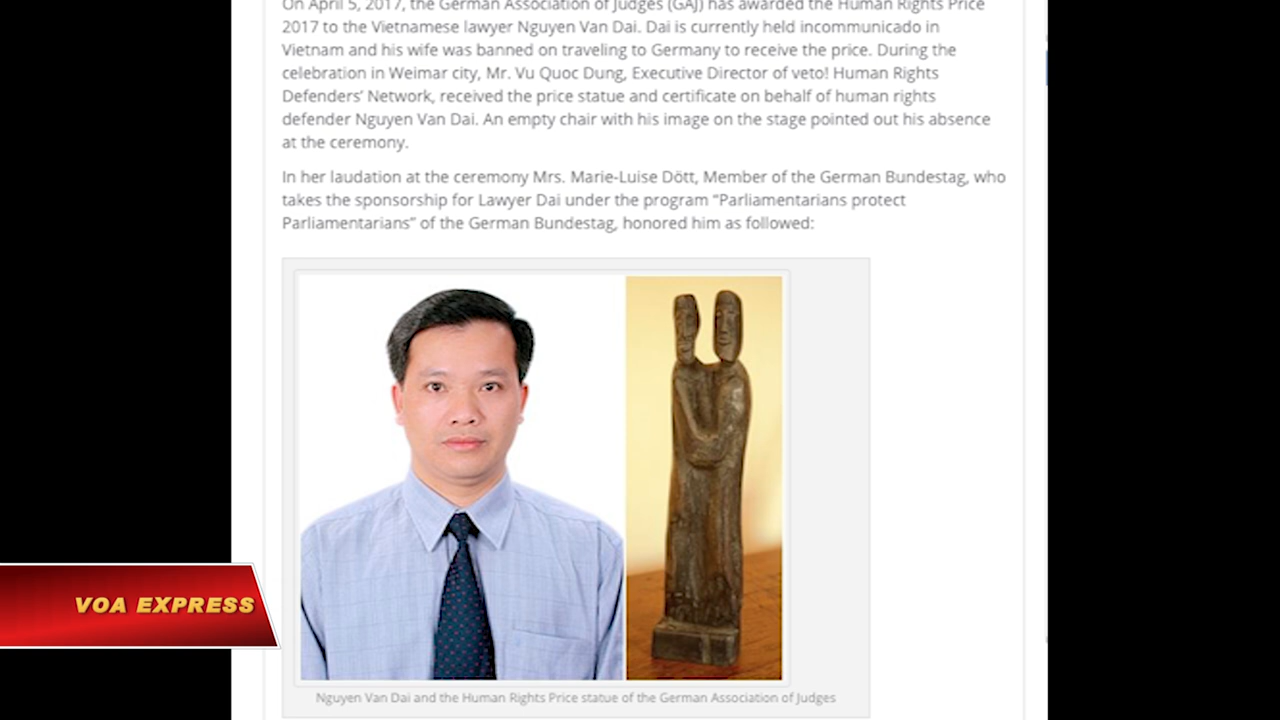 On April 5, 2017, the German Association of Judges (GAJ) has awarded the Human Rights Price
2017 to the Vietnamese lawyer Nguyen Van Dai. Dai is currently held incommunicado in
Vietnam and his wife was banned on traveling to Germany to receive the price. During the
celebration in Weimar city, Mr. Vu Quoc Dung, Executive Director of veto! Human Rights
Defenders’ Network, received the price statue and certificate on behalf of human rights
defender Nguyen Van Dai. An empty chair with his image on the stage pointed out his absence
at the ceremony.
In her laudation at the ceremony Mrs. Marie-Luise Dött, Member of the German Bundestag, who
takes the sponsorship for Lawyer Dai under the program “Parliamentarians protect
Parliamentarians” of the German Bundestag, honored him as followed:
VOA EXPRESS
Nguyen Van Dai and the Human Rights Price statue of the German Association of Judges